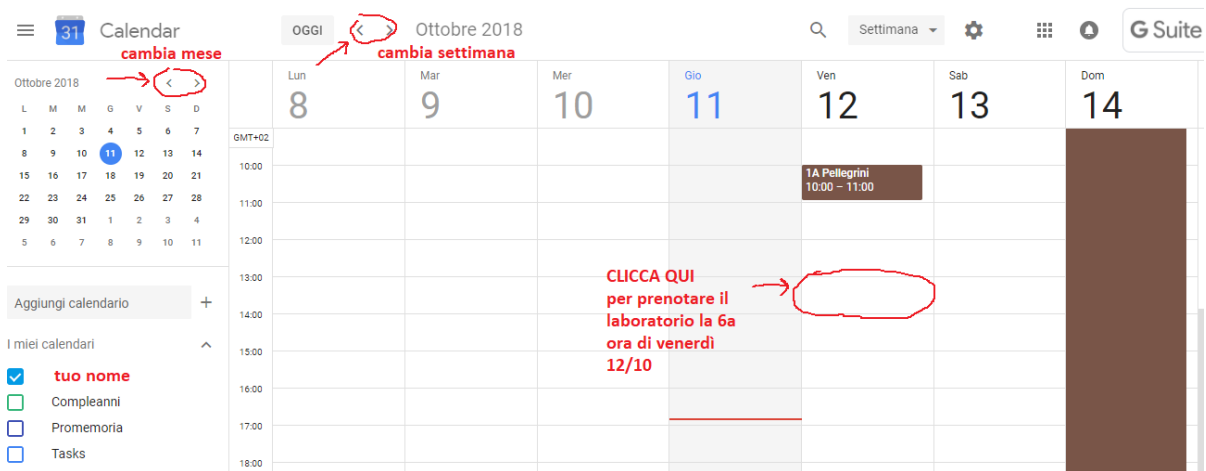 31 Calendar
OGGI
Ottobre 2018
Settimana
G Suite
cambia mese
cambia settimana
Ottobre 2018
L M M G V S D
1 2 3 4 5 6 7
8 9 10 11 12 13 14
15 16 17 18 19 20 21
22 23 24 25 26 27 28
29 30 31 1 2 3 4
5 6 7 8 9 10 11
Aggiungi calendario
I miei calendari
tuo nome
Compleanni
Promemoria
Tasks
Lun Mar Mer Gio Ven Sab Dom
8 9 10 11 12 13 14
GMT+02
10:00
1A Pellegrini
10:00 – 11:00
11:00
12:00
13:00
CLICCA QUI
per prenotare il
laboratorio la 6a
ora di venerdì
12/10
14:00
15:00
16:00
17:00
18:00